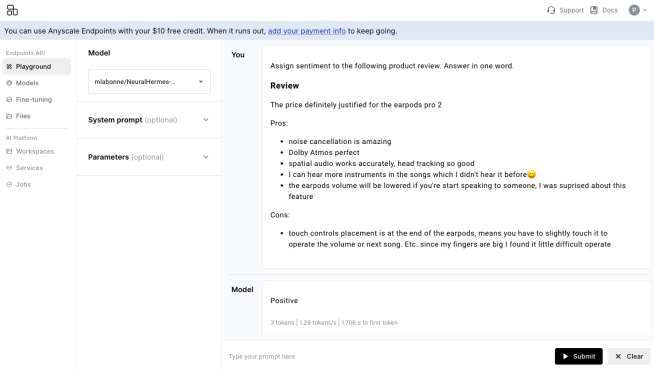 Support
Docs
P
You can use Anyscale Endpoints with your $10 free credit. When it runs out, add your payment info to keep going.
Endpoints API
Playground
Models
Fine-tuning
Files
AI Platform
Workspaces
Services
Jobs
Model
mlabonne/NeuralHermes-..
System prompt (optional)
Parameters (optional)
You
Assign sentiment to the following product review. Answer in one word.
Review
The price definitely justified for the earpods pro 2
Pros:
• noise cancellation is amazing
• Dolby Atmos perfect
• spatial audio works accurately, head tracking so good
• I can hear more instruments in the songs which I didn't hear it before😄
• the earpods volume will be lowered if you're start speaking to someone, I was suprised about this
feature
Cons:
• touch controls placement is at the end of the earpods, means you have to slightly touch it to
operate the volume or next song. Etc.. since my fingers are big I found it little difficult operate
Model
Positive
3 tokens | 1.29 tokens/s | 1,706 s to first token
Type your prompt here
Submit
Clear